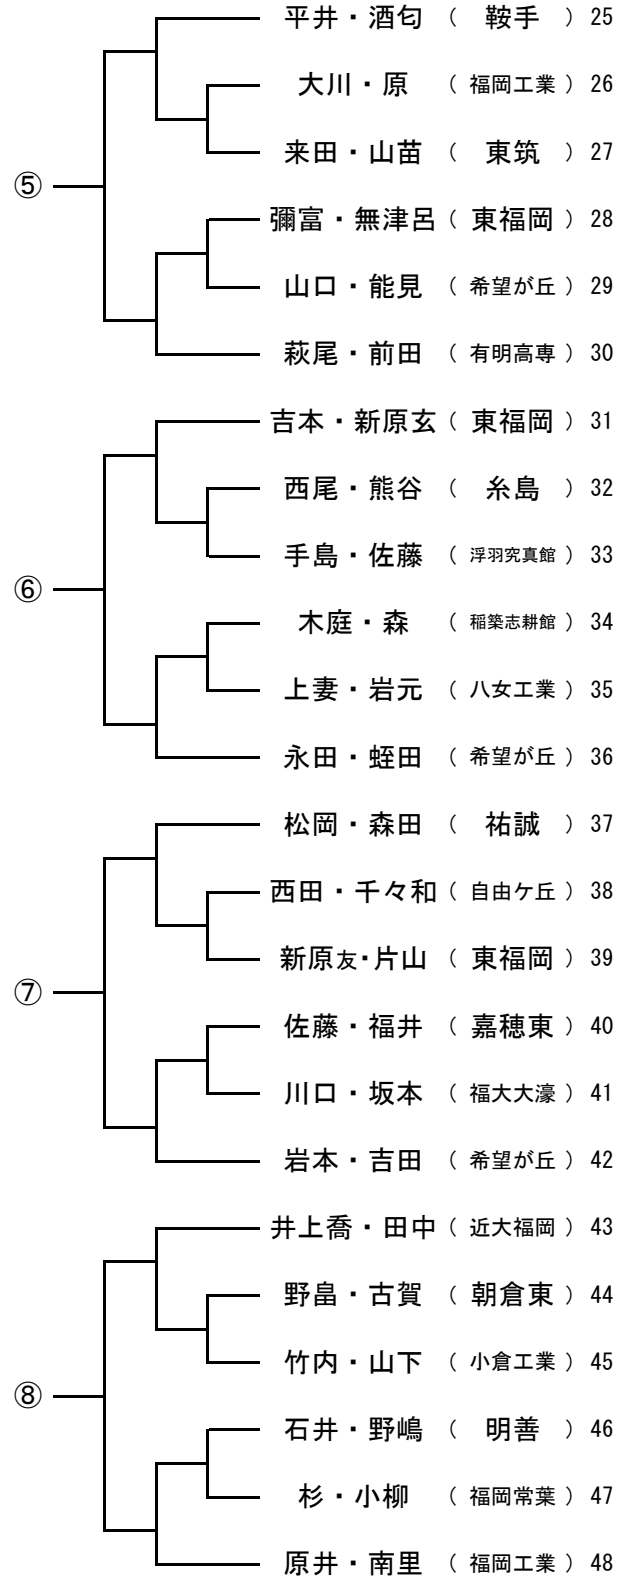 平井・酒匂 ( 鞍手 ) 25
大川・原 ( 福岡工業 ) 26
来田・山苗 ( 東筑 ) 27
⑤
彌富・無津呂 ( 東福岡 ) 28
山口・能見 ( 希望が丘 ) 29
萩尾・前田 ( 有明高専 ) 30
吉本・新原玄 ( 東福岡 ) 31
西尾・熊谷 ( 糸島 ) 32
手島・佐藤 ( 浮羽究真館 ) 33
⑥
木庭・森 ( 稲築志耕館 ) 34
上妻・岩元 ( 八女工業 ) 35
永田・蛭田 ( 希望が丘 ) 36
松岡・森田 ( 祐誠 ) 37
西田・千々和 ( 自由ケ丘 ) 38
新原友・片山 ( 東福岡 ) 39
⑦
佐藤・福井 ( 嘉穂東 ) 40
川口・坂本 ( 福大大濠 ) 41
岩本・吉田 ( 希望が丘 ) 42
井上喬・田中 ( 近大福岡 ) 43
野畠・古賀 ( 朝倉東 ) 44
竹内・山下 ( 小倉工業 ) 45
⑧
石井・野嶋 ( 明善 ) 46
杉・小柳 ( 福岡常葉 ) 47
原井・南里 ( 福岡工業 ) 48